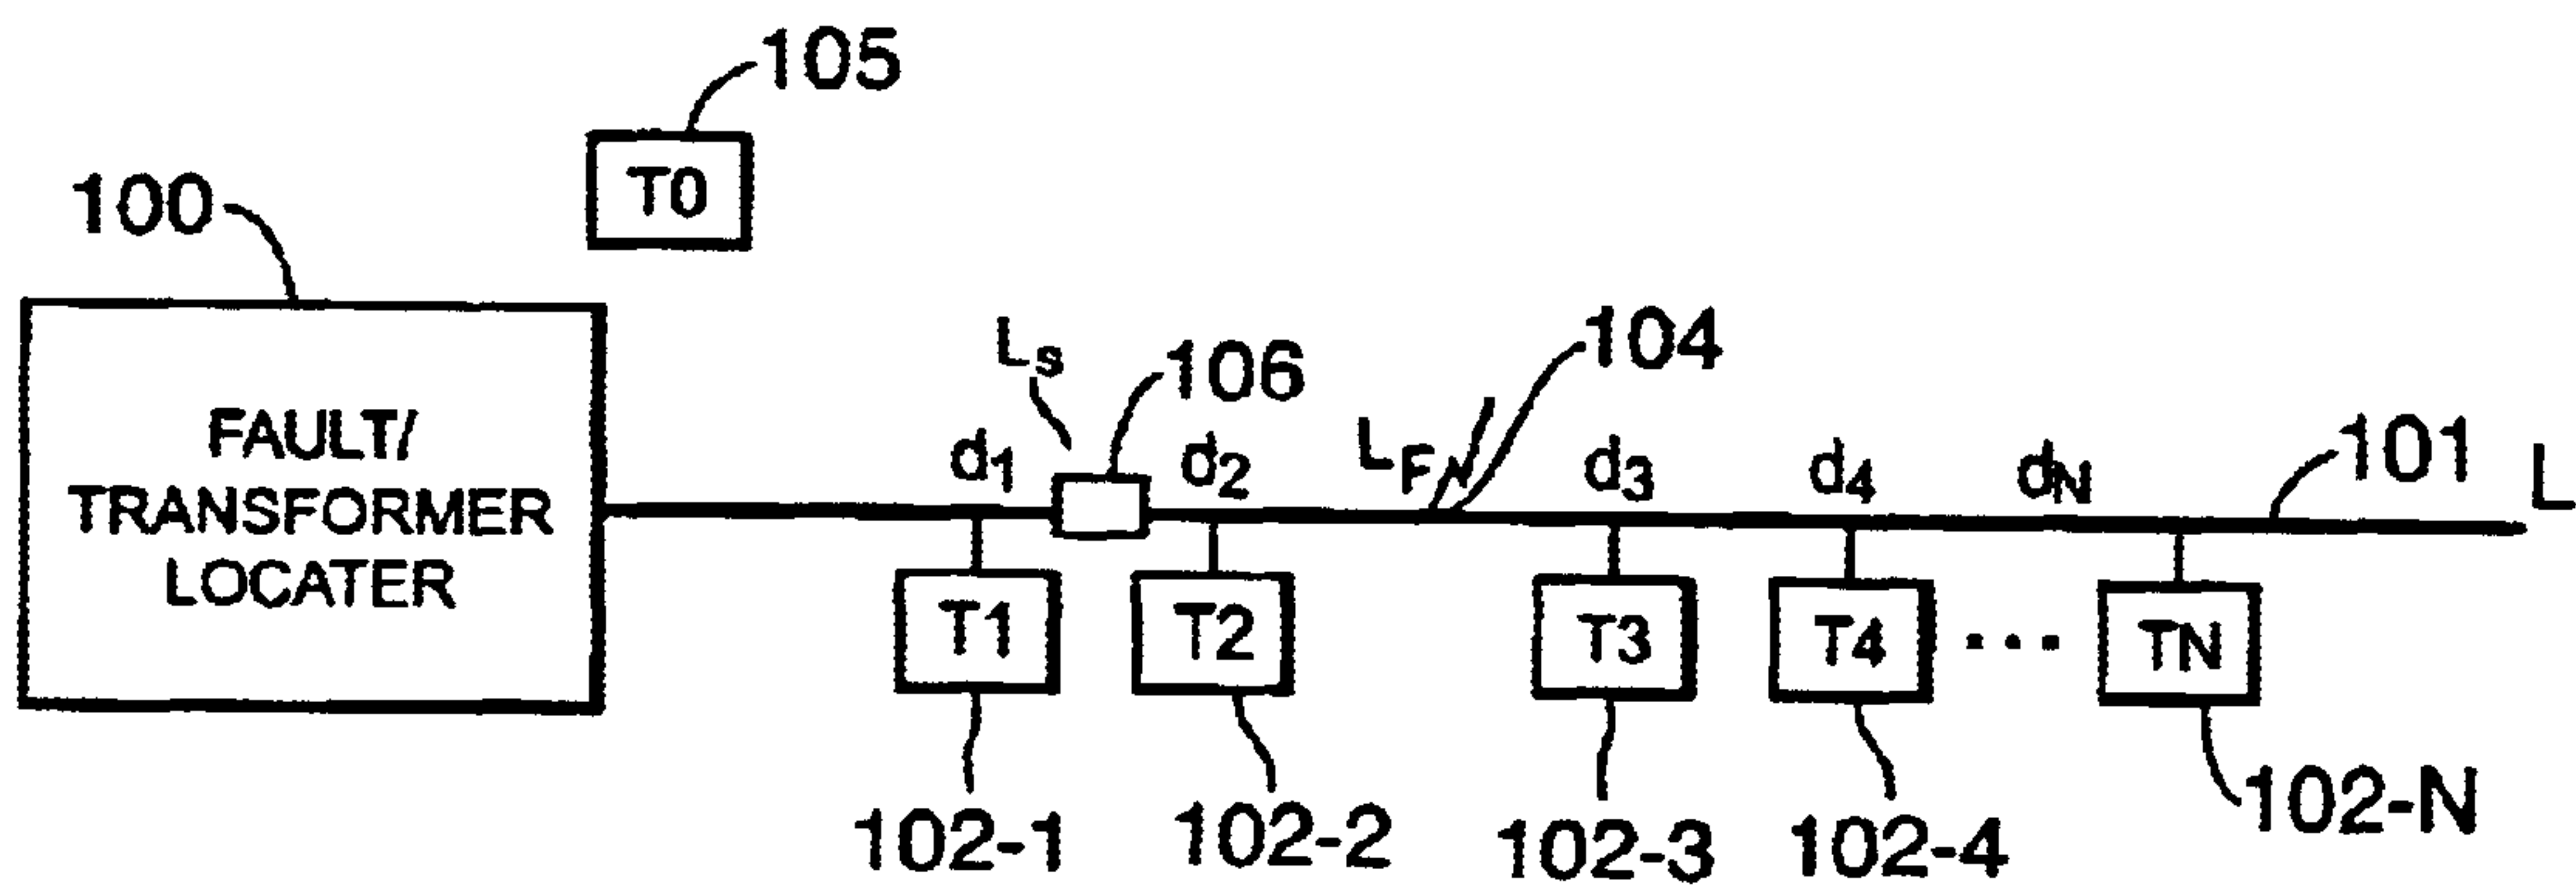 105
T0
100
FAULT/
TRANSFORMER
LOCATER
Ls
106
104
d1
d2
LF
d3
d4
dN
101
L
T1
T2
T3
T4
...
TN
102-1
102-2
102-3
102-4
102-N